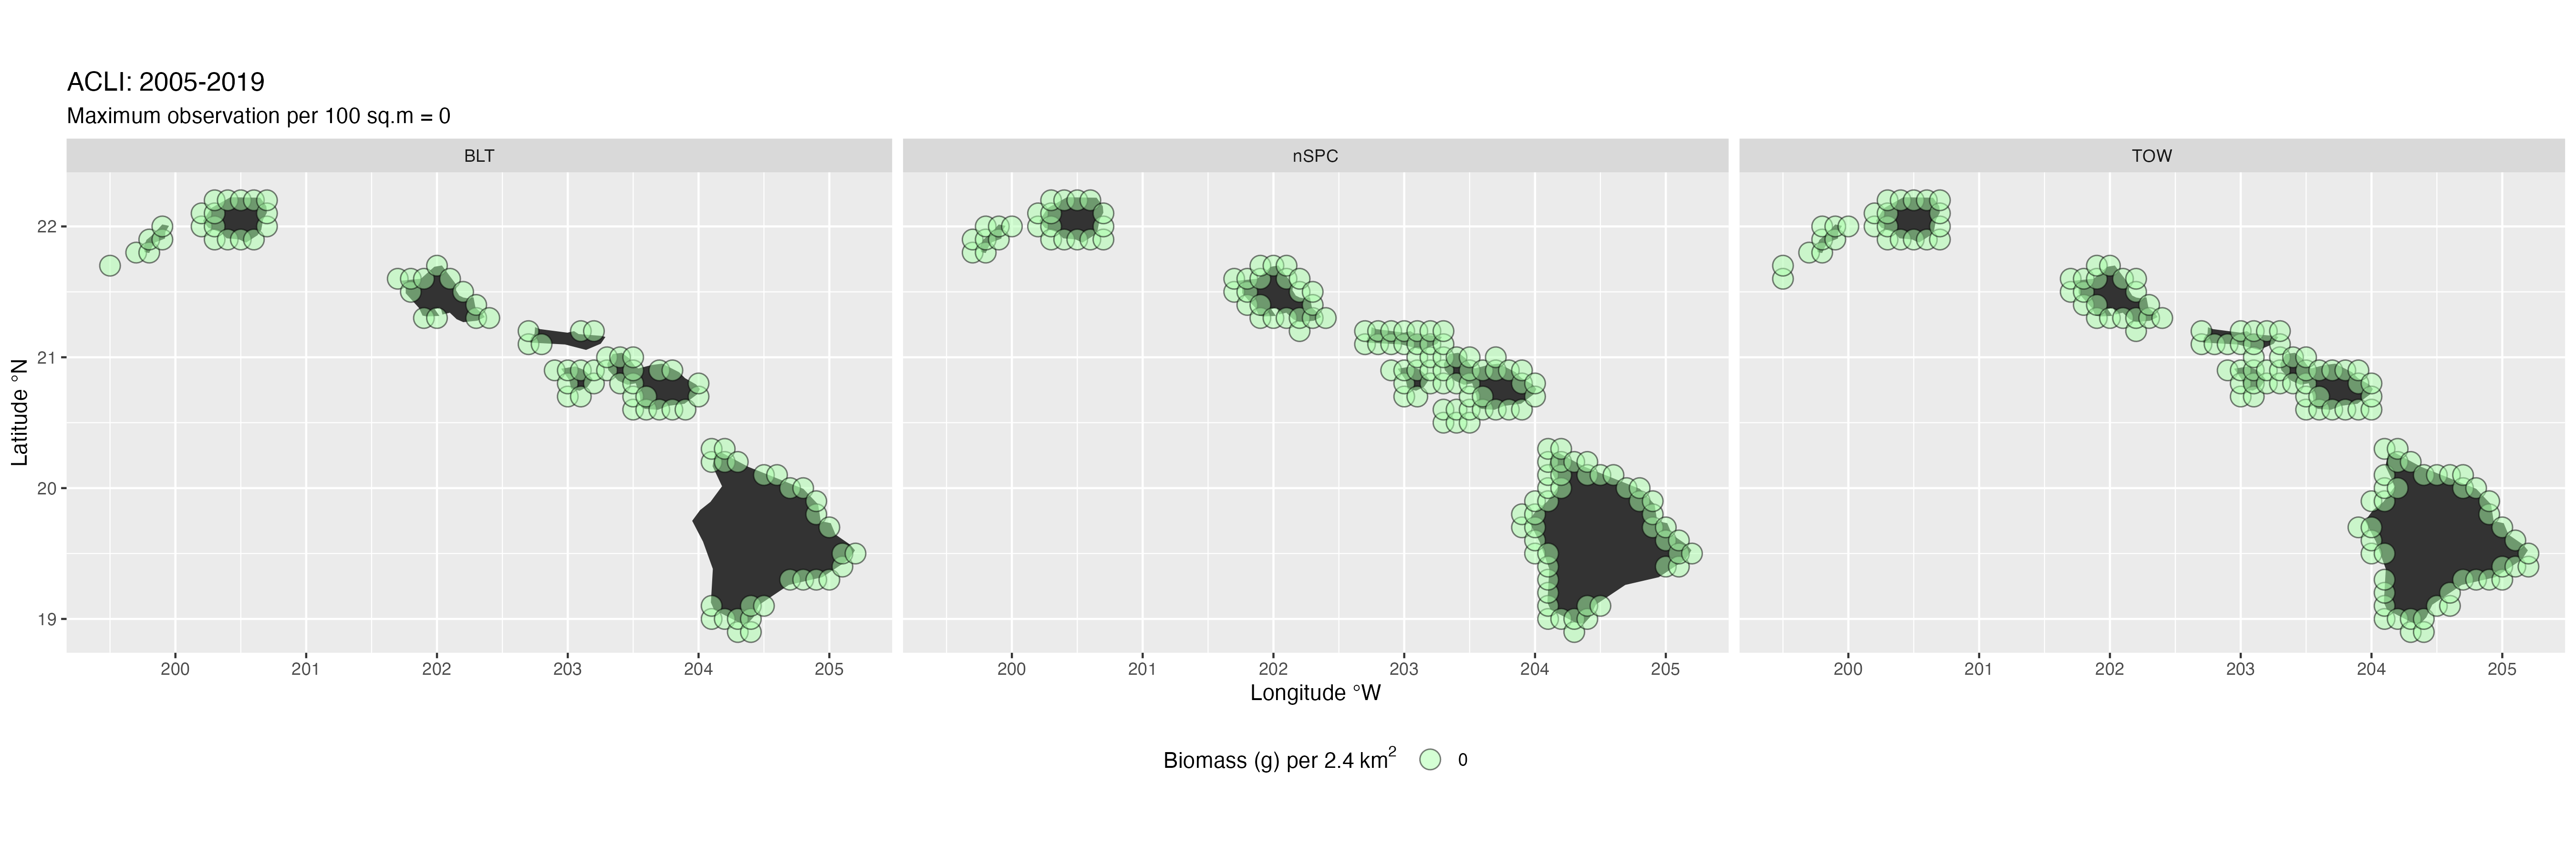 ACLI: 2005-2019
Maximum observation per 100 sq.m = 0
BLT nSPC TOW
Latitude °N
22
21
20
19
200 201 202 203 204 205 200 201 202 203 204 205 200 201 202 203 204 205
Longitude °W
Biomass (g) per 2.4 km² 0